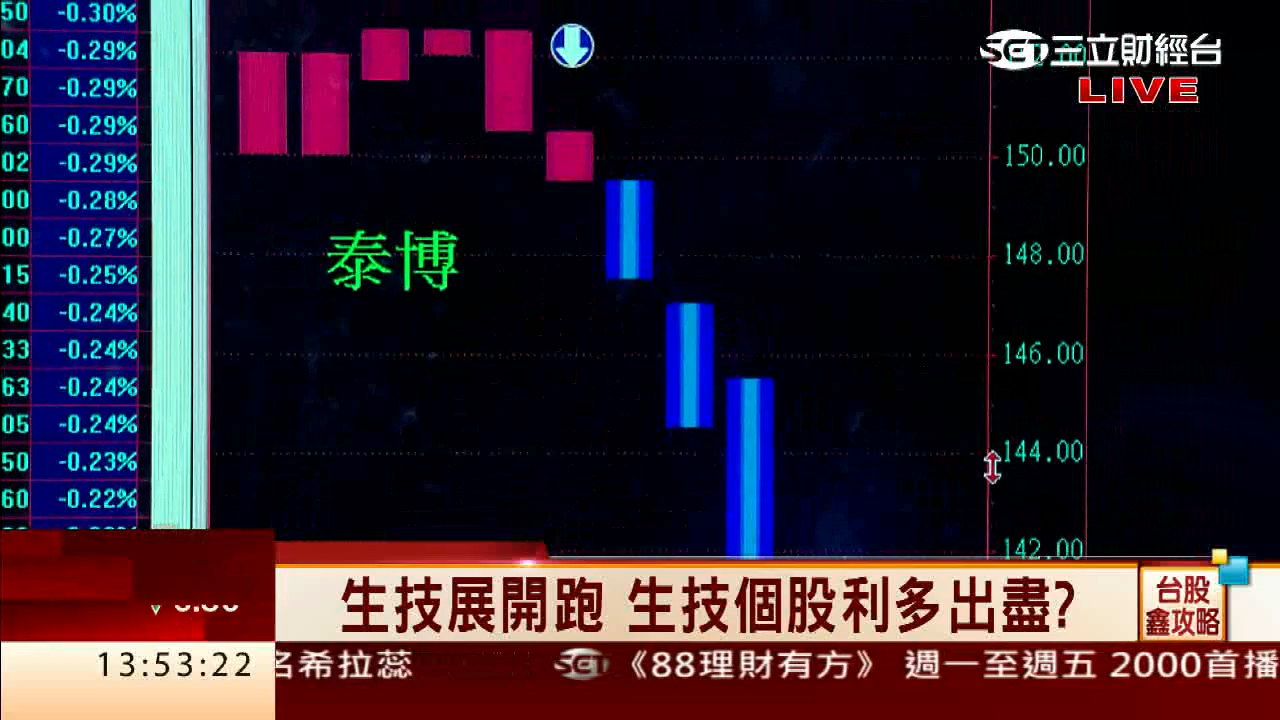 50 -0.30%
04 -0.29%
70 -0.29%
60 -0.29%
02 -0.29%
00 -0.28%
00 -0.27%
15 -0.25%
40 -0.24%
33 -0.24%
63 -0.24%
05 -0.24%
50 -0.23%
60 -0.22%
泰博
SET三立財經台
LIVE
150.00
148.00
146.00
144.00
142.00
生技展開跑 生技個股利多出盡?
台股
鑫攻略
13:53:22
名希拉蕊 SET《88理財有方》 週一至週五 2000首播